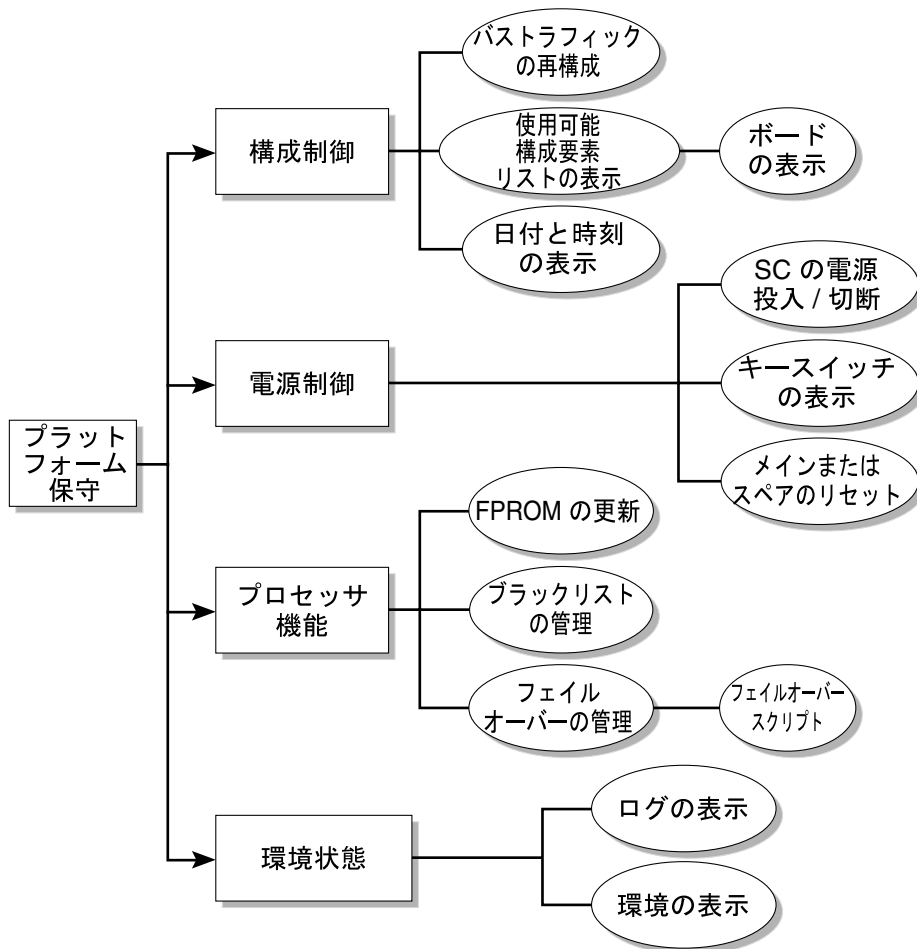 プラット
フォーム
保守
構成制御
バストラフィック
の再構成
使用可能
構成要素
リストの表示
ボード
の表示
日付と時刻
の表示
電源制御
SC の電源
投入 / 切断
キースイッチ
の表示
メインまたは
スペアのリセット
プロセッサ
機能
FPROM の更新
ブラックリスト
の管理
フェイル
オーバーの管理
フェイルオーバー
スクリプト
環境状態
ログの表示
環境の表示